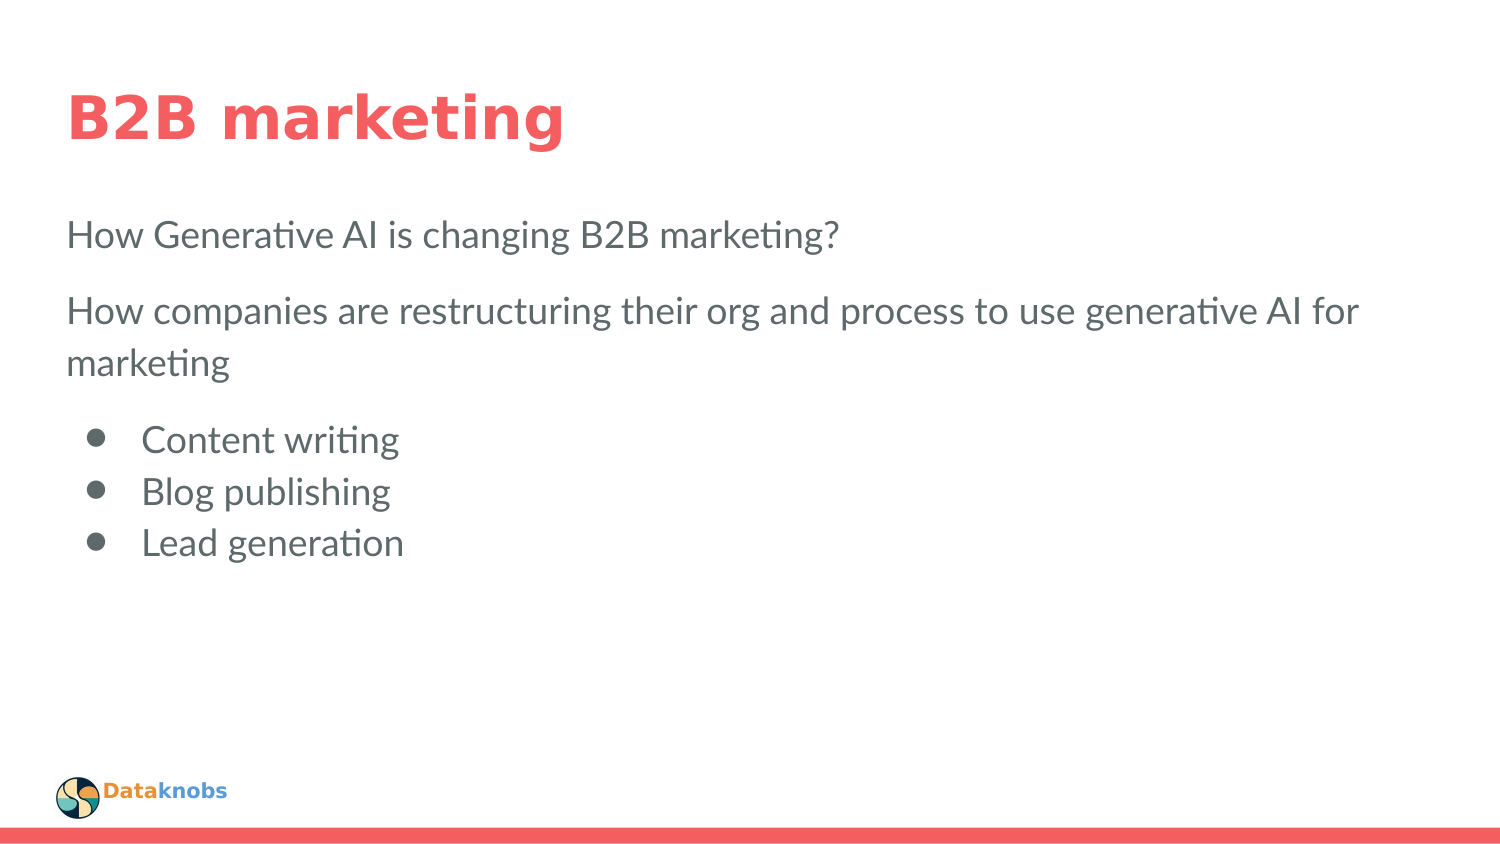 B2B marketing
How Generative AI is changing B2B marketing?
How companies are restructuring their org and process to use generative AI for
marketing
● Content writing
● Blog publishing
● Lead generation
Dataknobs